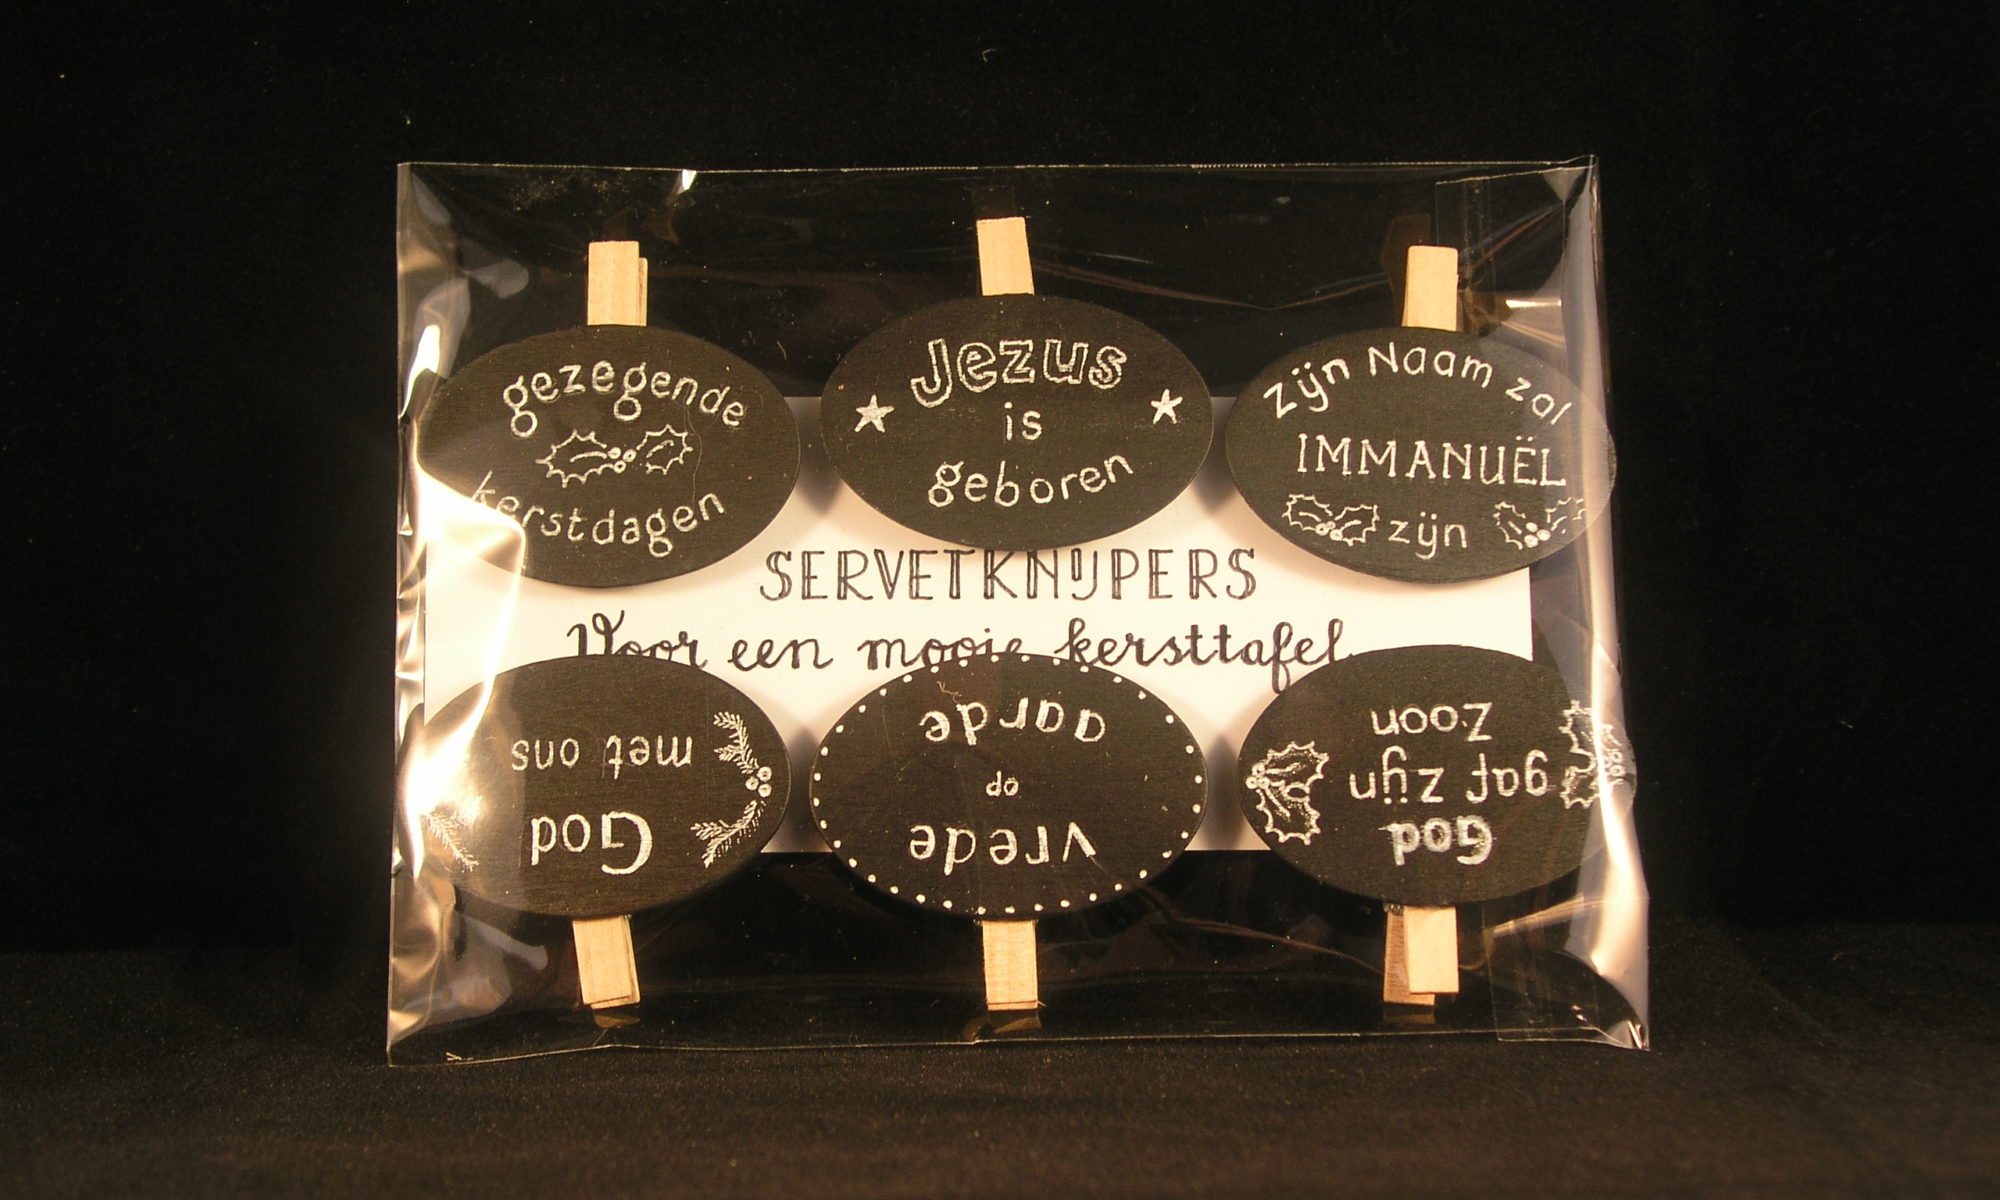 gezegende
kerstdagen
Jezus
is
geboren
Zijn Naam zal
IMMANUËL
zijn
SERVETKNIJPERS
Voor een mooie kersttafel
God
met ons
vrede
op
aarde
God
gaf zijn
Zoon